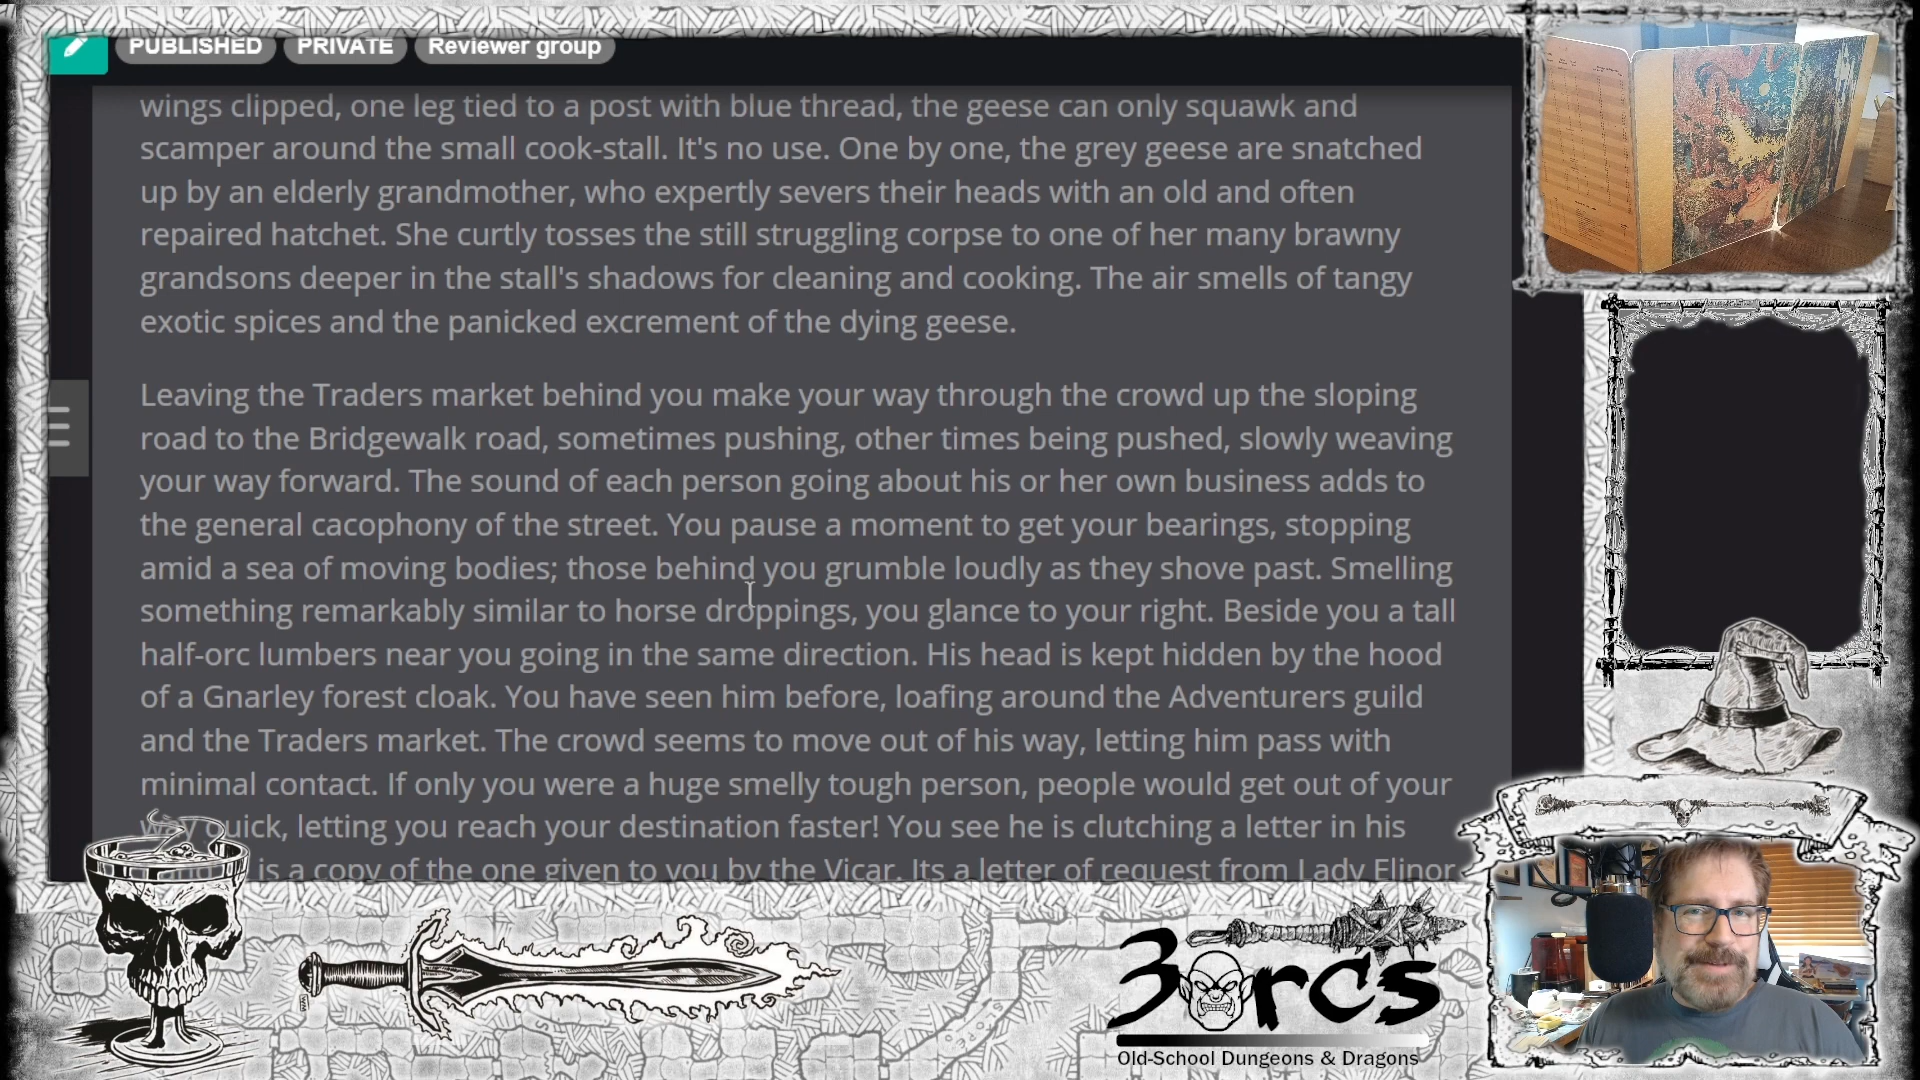 PUBLISHED PRIVATE Reviewer group
wings clipped, one leg tied to a post with blue thread, the geese can only squawk and
scamper around the small cook-stall. It's no use. One by one, the grey geese are snatched
up by an elderly grandmother, who expertly severs their heads with an old and often
repaired hatchet. She curtly tosses the still struggling corpse to one of her many brawny
grandsons deeper in the stall's shadows for cleaning and cooking. The air smells of tangy
exotic spices and the panicked excrement of the dying geese.
Leaving the Traders market behind you make your way through the crowd up the sloping
road to the Bridgewalk road, sometimes pushing, other times being pushed, slowly weaving
your way forward. The sound of each person going about his or her own business adds to
the general cacophony of the street. You pause a moment to get your bearings, stopping
amid a sea of moving bodies; those behind you grumble loudly as they shove past. Smelling
something remarkably similar to horse droppings, you glance to your right. Beside you a tall
half-orc lumbers near you going in the same direction. His head is kept hidden by the hood
of a Gnarley forest cloak. You have seen him before, loafing around the Adventurers guild
and the Traders market. The crowd seems to move out of his way, letting him pass with
minimal contact. If only you were a huge smelly tough person, people would get out of your
way quick, letting you reach your destination faster! You see he is clutching a letter in his
is a copy of the one given to you by the Vicar. Its a letter of request from Lady Elinor
3 orcs
Old-School Dungeons & Dragons